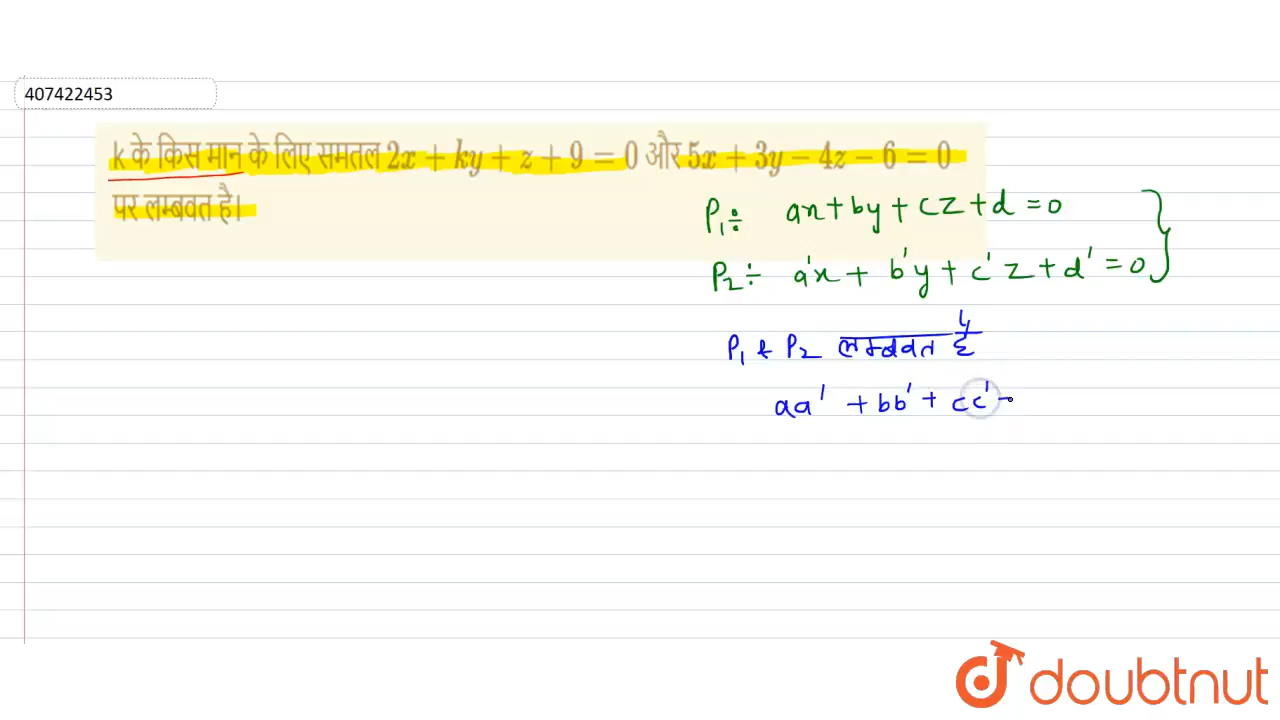 407422453
k के किस मान के लिए समतल 2x + ky + z + 9 = 0 और 5x + 3y − 4z − 6 = 0
पर लम्बवत है।
P₁ ÷ ax + by + cz + d = 0
P₂ ÷ a'x + b'y + c'z + d' = 0
P₁ & P₂ लम्बवत है
aa' + bb' + cc' -
doubtnut